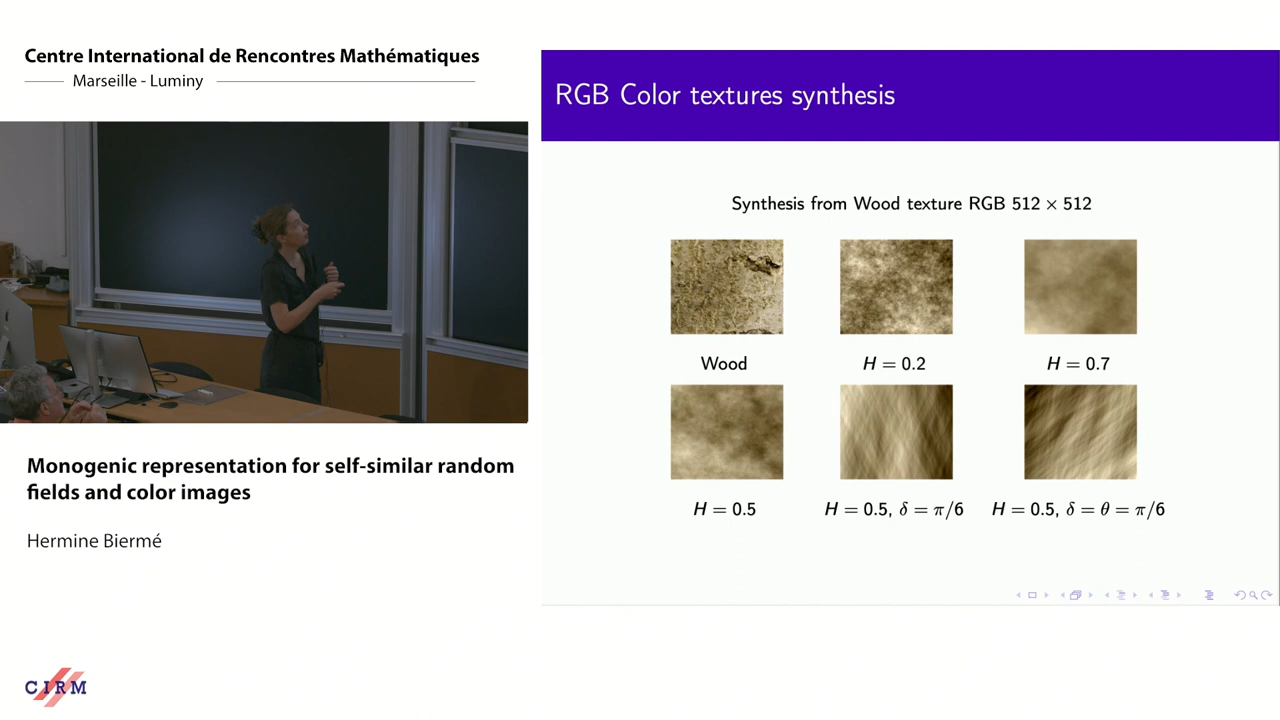 Centre International de Rencontres Mathématiques
Marseille - Luminy
RGB Color textures synthesis
Synthesis from Wood texture RGB 512 × 512
Wood
H = 0.2
H = 0.7
H = 0.5
H = 0.5, δ = π/6
H = 0.5, δ = θ = π/6
Monogenic representation for self-similar random
fields and color images
Hermine Biermé
CIRM